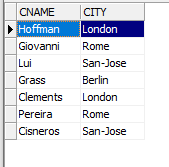 CNAME CITY
Hoffman London
Giovanni Rome
Lui San-Jose
Grass Berlin
Clements London
Pereira Rome
Cisneros San-Jose